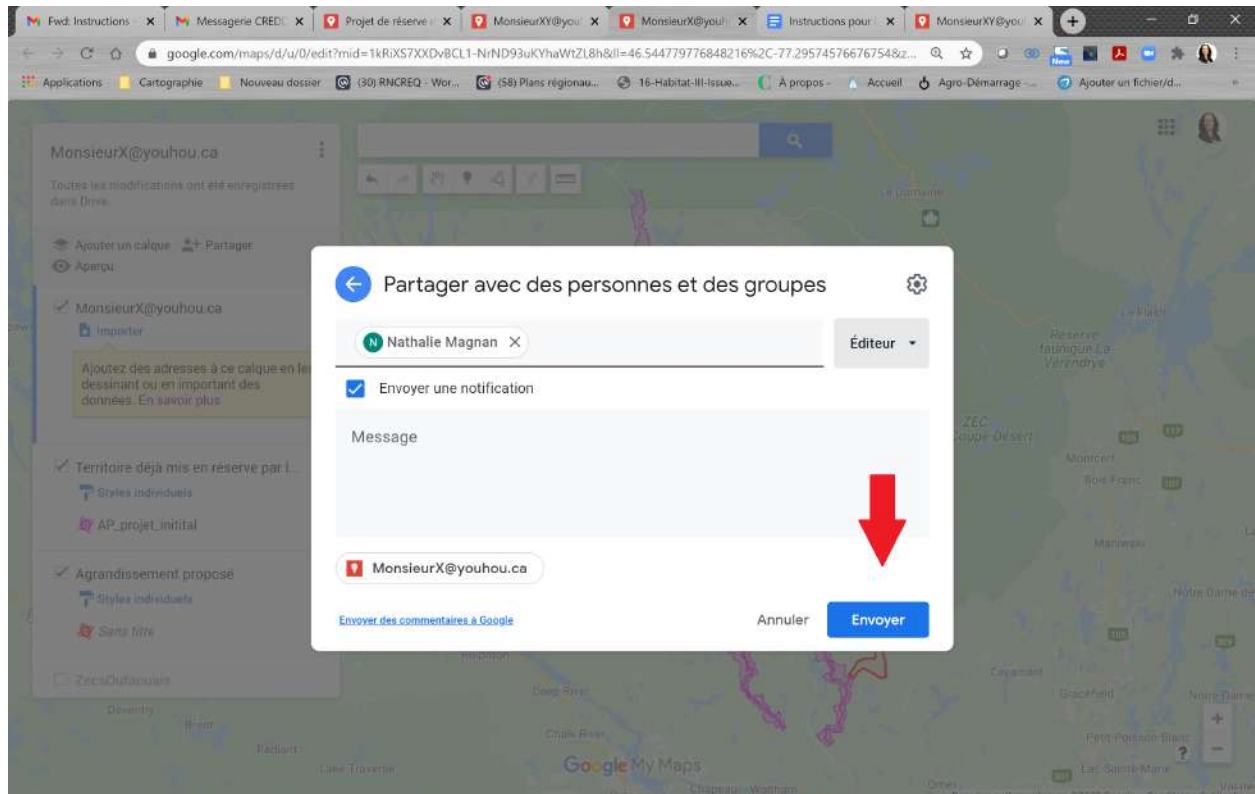 Fwd: Instructions
Messagerie CREDD
Projet de réserve
MonsieurXY@you
MonsieurX@youh
Instructions pour
MonsieurXY@you
google.com/maps/d/u/0/edit?mid=1kRiXS7XXDvBCL1-NrND93uKYhaWtZL8h&ll=46.544779776848216%2C-77.29574576676754&z...
Applications
Cartographie
Nouveau dossier
(30) RNCREQ - Wor...
(58) Plans régionau...
16-Habitat-III-Issue...
À propos -
Accueil
Agro-Démarrage -...
Ajouter un fichier/d...
MonsieurX@youhou.ca
Toutes les modifications ont été enregistrées
dans Drive.
Ajouter un calque
Partager
Aperçu
MonsieurX@youhou.ca
Importer
Ajoutez des adresses à ce calque en les
dessinant ou en important des
données. En savoir plus
Territoire déjà mis en réserve par l...
Styles individuels
AP_projet_initital
Agrandissement proposé
Styles individuels
Sans titre
ZecsOutaouais
Partager avec des personnes et des groupes
N Nathalie Magnan
Éditeur
Envoyer une notification
Message
MonsieurX@youhou.ca
Envoyer des commentaires à Google
Annuler
Envoyer
Le Domaine
Réserve
faunique La
Vérendrye
ZEC
Montcerf
Bois-Franc
Maniwaki
Cayamant
Gracefield
Petit-Poisson-Blanc
Lac-Sainte-Marie
Deep River
Chalk River
Daventry
Brent
Radiant
Lake Traverse
Google My Maps
Chapeau
Waltham